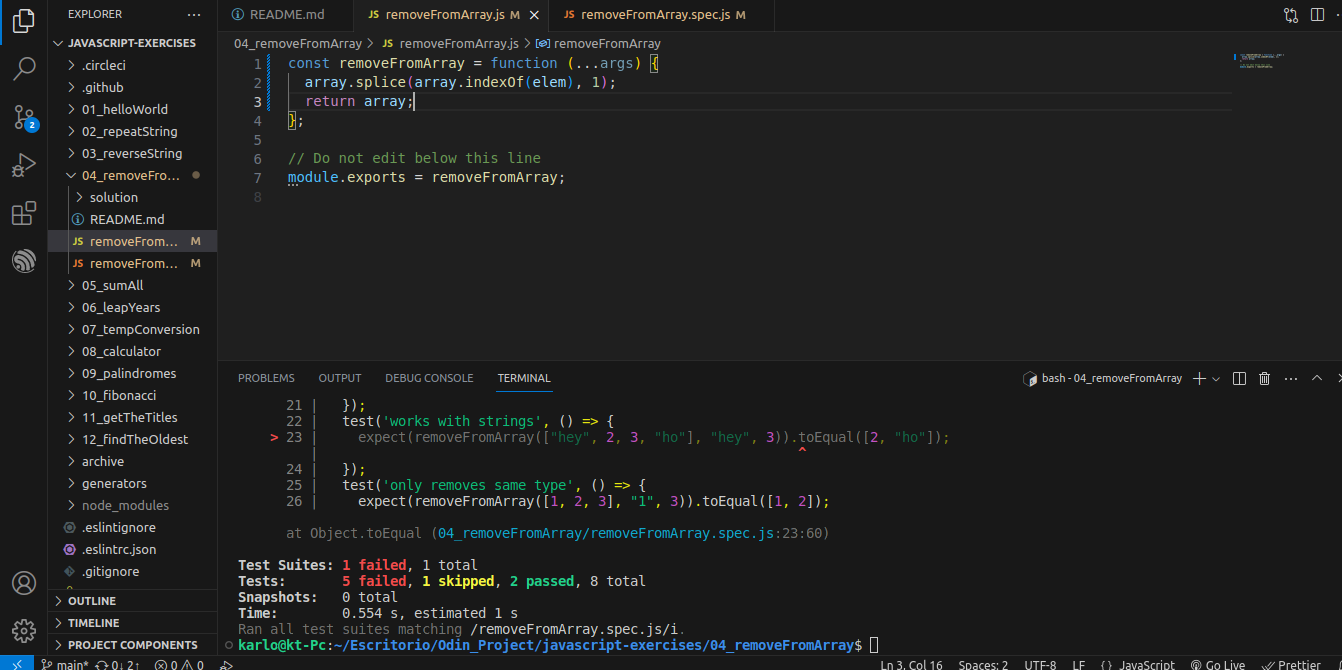 EXPLORER
JAVASCRIPT-EXERCISES
.circleci
.github
01_helloWorld
02_repeatString
03_reverseString
04_removeFro...
solution
README.md
JS removeFrom... M
JS removeFrom... M
05_sumAll
06_leapYears
07_tempConversion
08_calculator
09_palindromes
10_fibonacci
11_getTheTitles
12_findTheOldest
archive
generators
node_modules
.eslintignore
.eslintrc.json
.gitignore
OUTLINE
TIMELINE
PROJECT COMPONENTS
2
README.md
JS removeFromArray.js M
JS removeFromArray.spec.js M
04_removeFromArray > JS removeFromArray.js > removeFromArray
1 const removeFromArray = function (...args) {
2 array.splice(array.indexOf(elem), 1);
3 return array;
4 };
5
6 // Do not edit below this line
7 module.exports = removeFromArray;
8
PROBLEMS OUTPUT DEBUG CONSOLE TERMINAL
bash - 04_removeFromArray
21 | });
22 | test('works with strings', () => {
> 23 | expect(removeFromArray(["hey", 2, 3, "ho"], "hey", 3)).toEqual([2, "ho"]);
| ^
24 | });
25 | test('only removes same type', () => {
26 | expect(removeFromArray([1, 2, 3], "1", 3)).toEqual([1, 2]);
at Object.toEqual (04_removeFromArray/removeFromArray.spec.js:23:60)
Test Suites: 1 failed, 1 total
Tests: 5 failed, 1 skipped, 2 passed, 8 total
Snapshots: 0 total
Time: 0.554 s, estimated 1 s
Ran all test suites matching /removeFromArray.spec.js/i.
karlo@kt-Pc:~/Escritorio/Odin_Project/javascript-exercises/04_removeFromArray$
main* 0↓ 2↑ 0 0 Ln 3, Col 16 Spaces: 2 UTF-8 LF {} JavaScript Go Live Prettier